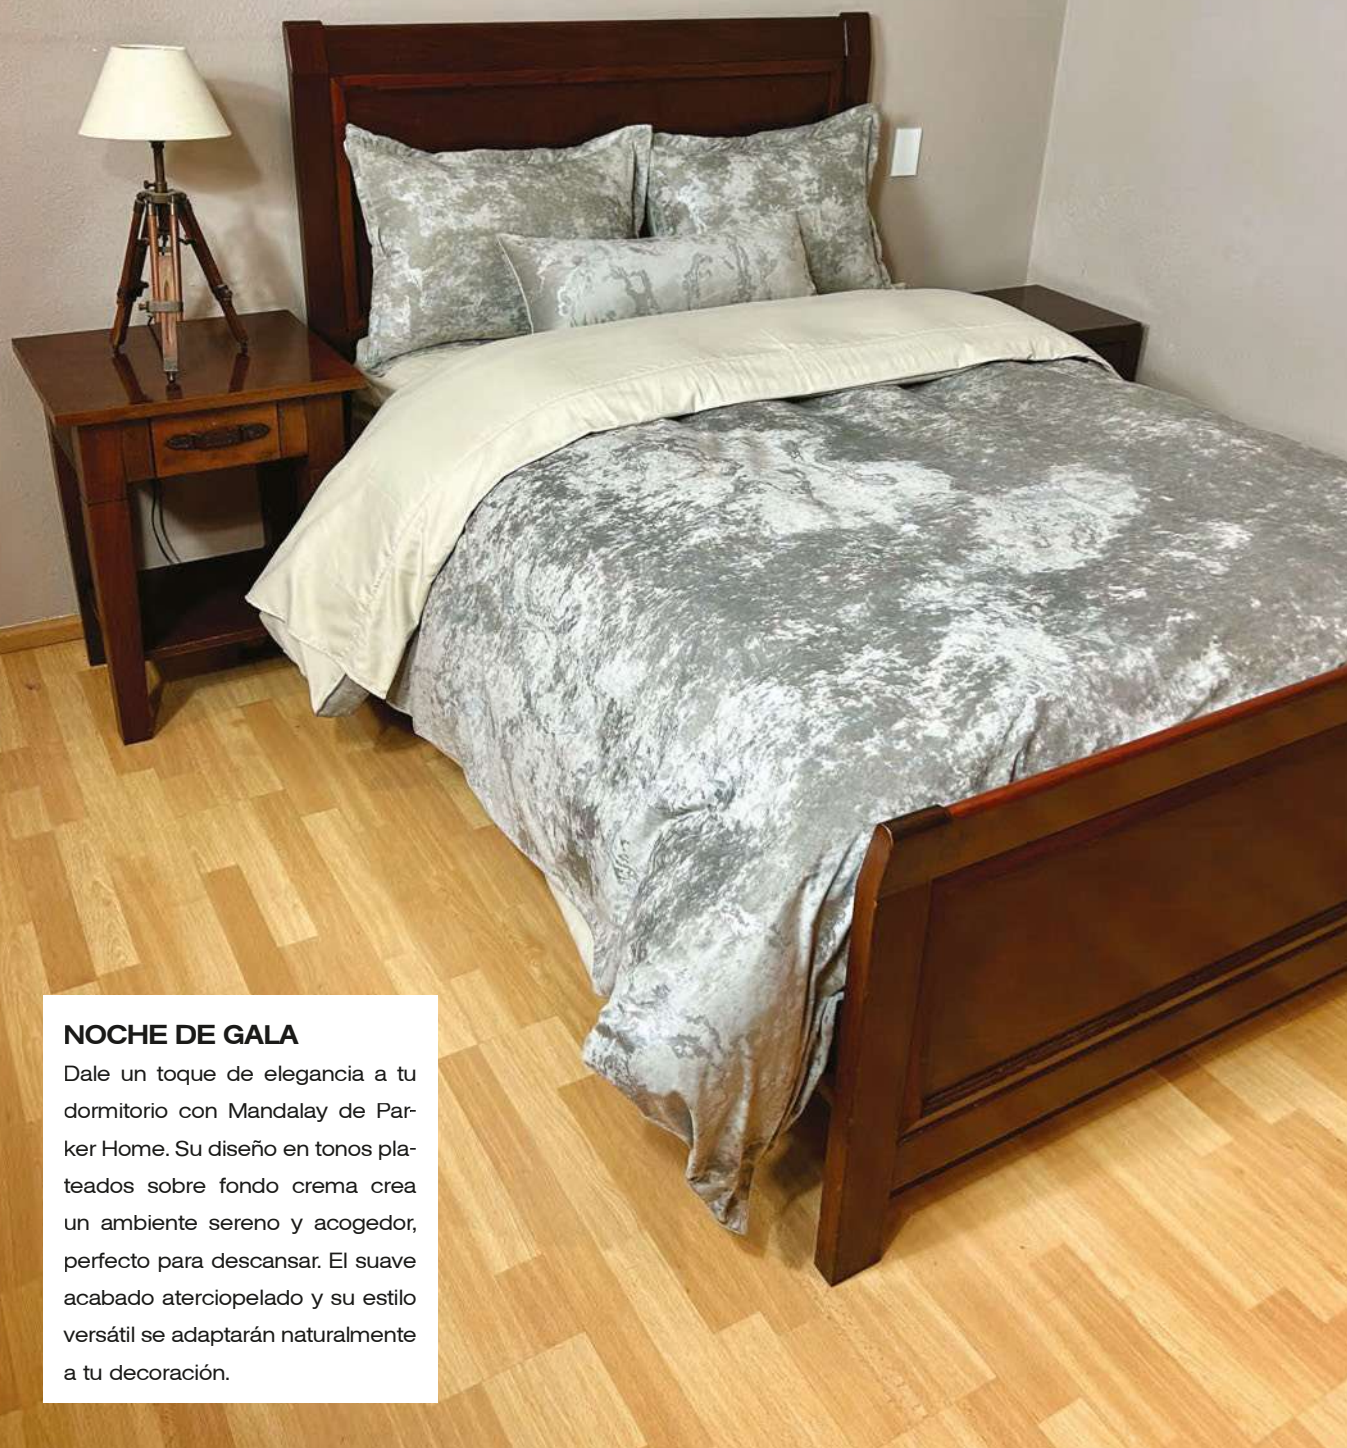 NOCHE DE GALA
Dale un toque de elegancia a tu
dormitorio con Mandalay de Par-
ker Home. Su diseño en tonos pla-
teados sobre fondo crema crea
un ambiente sereno y acogedor,
perfecto para descansar. El suave
acabado aterciopelado y su estilo
versátil se adaptarán naturalmente
a tu decoración.